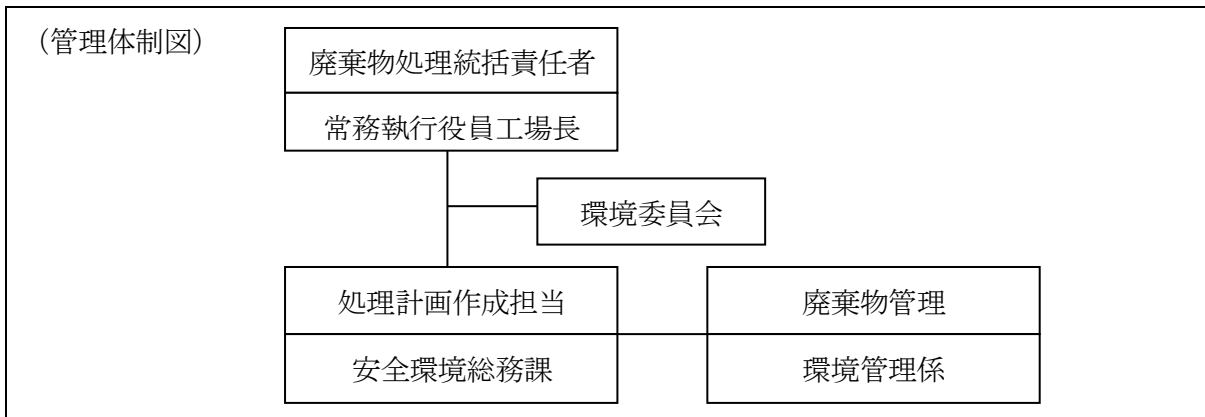 （管理体制図）
廃棄物処理統括責任者
常務執行役員工場長
環境委員会
処理計画作成担当
廃棄物管理
安全環境総務課
環境管理係